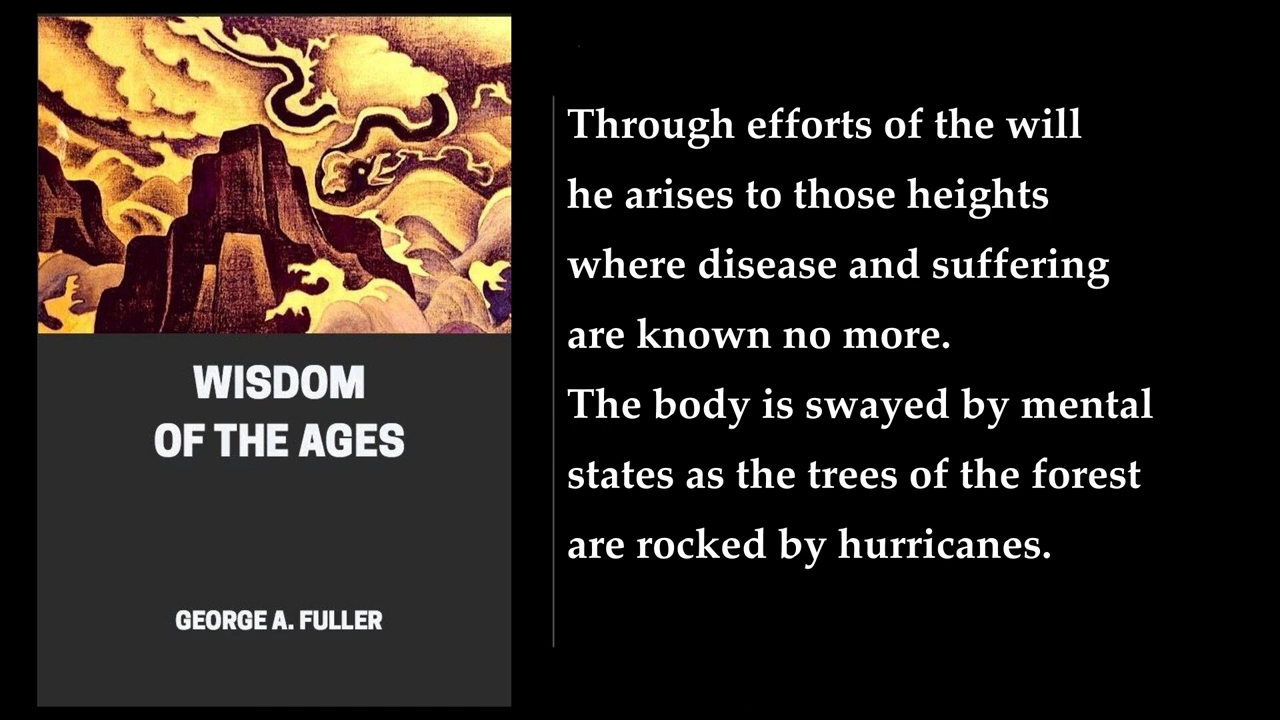 WISDOM
OF THE AGES
GEORGE A. FULLER
Through efforts of the will
he arises to those heights
where disease and suffering
are known no more.
The body is swayed by mental
states as the trees of the forest
are rocked by hurricanes.